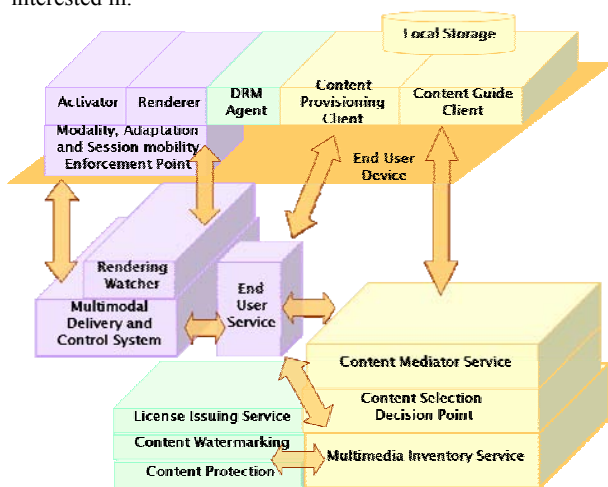 interested in.
Local Storage
Activator
Renderer
DRM
Agent
Content
Provisioning
Client
Content Guide
Client
Modality, Adaptation
and Session mobility
Enforcement Point
End User
Device
Rendering
Watcher
Multimodal
Delivery and
Control System
End
User
Service
Content Mediator Service
Content Selection
Decision Point
License Issuing Service
Content Watermarking
Multimedia Inventory Service
Content Protection